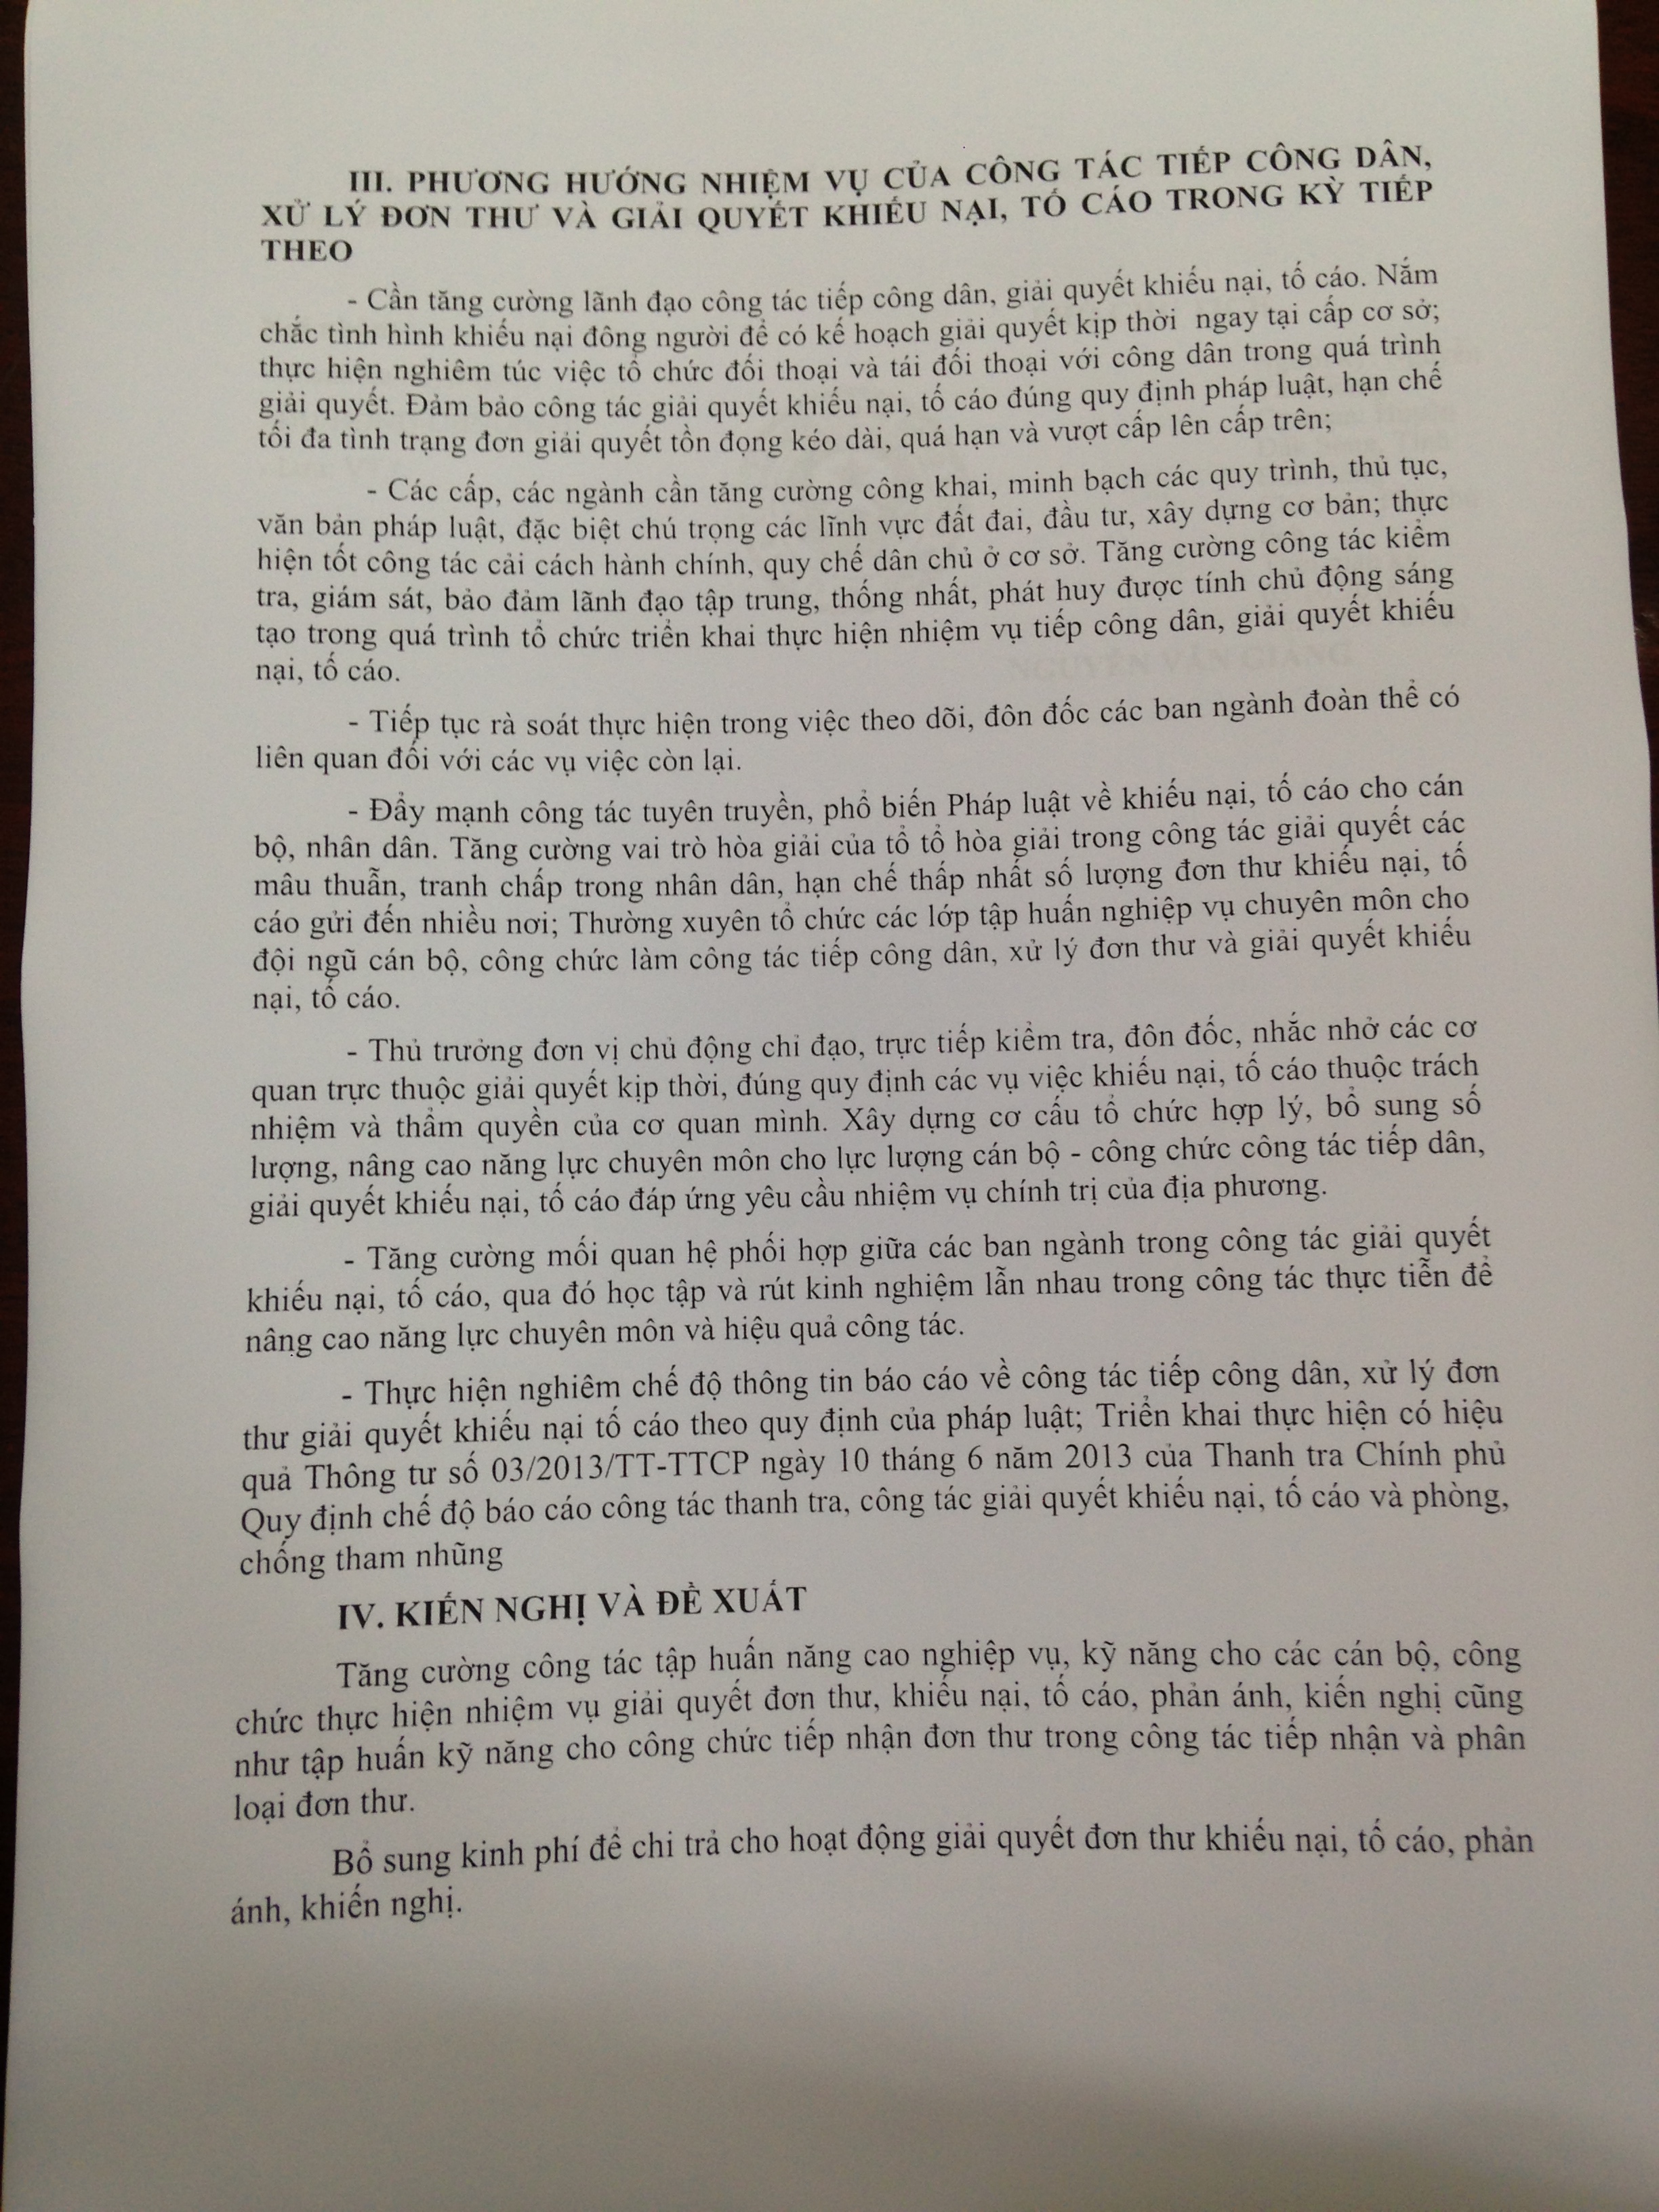 III. PHƯƠNG HƯỚNG NHIỆM VỤ CỦA CÔNG TÁC TIẾP CÔNG DÂN,
XỬ LÝ ĐƠN THƯ VÀ GIẢI QUYẾT KHIẾU NẠI, TỐ CÁO TRONG KỲ TIẾP
THEO
- Cần tăng cường lãnh đạo công tác tiếp công dân, giải quyết khiếu nại, tố cáo. Nắm
chắc tình hình khiếu nại đông người để có kế hoạch giải quyết kịp thời ngay tại cấp cơ sở;
thực hiện nghiêm túc việc tổ chức đối thoại và tái đối thoại với công dân trong quá trình
giải quyết. Đảm bảo công tác giải quyết khiếu nại, tố cáo đúng quy định pháp luật, hạn chế
tối đa tình trạng đơn giải quyết tồn đọng kéo dài, quá hạn và vượt cấp lên cấp trên;
- Các cấp, các ngành cần tăng cường công khai, minh bạch các quy trình, thủ tục,
văn bản pháp luật, đặc biệt chú trọng các lĩnh vực đất đai, đầu tư, xây dựng cơ bản; thực
hiện tốt công tác cải cách hành chính, quy chế dân chủ ở cơ sở. Tăng cường công tác kiểm
tra, giám sát, bảo đảm lãnh đạo tập trung, thống nhất, phát huy được tính chủ động sáng
tạo trong quá trình tổ chức triển khai thực hiện nhiệm vụ tiếp công dân, giải quyết khiếu
nại, tố cáo.
- Tiếp tục rà soát thực hiện trong việc theo dõi, đôn đốc các ban ngành đoàn thể có
liên quan đối với các vụ việc còn lại.
- Đẩy mạnh công tác tuyên truyền, phổ biến Pháp luật về khiếu nại, tố cáo cho cán
bộ, nhân dân. Tăng cường vai trò hòa giải của tổ tổ hòa giải trong công tác giải quyết các
mâu thuẫn, tranh chấp trong nhân dân, hạn chế thấp nhất số lượng đơn thư khiếu nại, tố
cáo gửi đến nhiều nơi; Thường xuyên tổ chức các lớp tập huấn nghiệp vụ chuyên môn cho
đội ngũ cán bộ, công chức làm công tác tiếp công dân, xử lý đơn thư và giải quyết khiếu
nại, tố cáo.
- Thủ trưởng đơn vị chủ động chỉ đạo, trực tiếp kiểm tra, đôn đốc, nhắc nhở các cơ
quan trực thuộc giải quyết kịp thời, đúng quy định các vụ việc khiếu nại, tố cáo thuộc trách
nhiệm và thẩm quyền của cơ quan mình. Xây dựng cơ cấu tổ chức hợp lý, bổ sung số
lượng, nâng cao năng lực chuyên môn cho lực lượng cán bộ - công chức công tác tiếp dân,
giải quyết khiếu nại, tố cáo đáp ứng yêu cầu nhiệm vụ chính trị của địa phương.
- Tăng cường mối quan hệ phối hợp giữa các ban ngành trong công tác giải quyết
khiếu nại, tố cáo, qua đó học tập và rút kinh nghiệm lẫn nhau trong công tác thực tiễn để
nâng cao năng lực chuyên môn và hiệu quả công tác.
- Thực hiện nghiêm chế độ thông tin báo cáo về công tác tiếp công dân, xử lý đơn
thư giải quyết khiếu nại tố cáo theo quy định của pháp luật; Triển khai thực hiện có hiệu
quả Thông tư số 03/2013/TT-TTCP ngày 10 tháng 6 năm 2013 của Thanh tra Chính phủ
Quy định chế độ báo cáo công tác thanh tra, công tác giải quyết khiếu nại, tố cáo và phòng,
chống tham nhũng
IV. KIẾN NGHỊ VÀ ĐỀ XUẤT
Tăng cường công tác tập huấn năng cao nghiệp vụ, kỹ năng cho các cán bộ, công
chức thực hiện nhiệm vụ giải quyết đơn thư, khiếu nại, tố cáo, phản ánh, kiến nghị cũng
như tập huấn kỹ năng cho công chức tiếp nhận đơn thư trong công tác tiếp nhận và phân
loại đơn thư.
Bổ sung kinh phí để chi trả cho hoạt động giải quyết đơn thư khiếu nại, tố cáo, phản
ánh, khiến nghị.